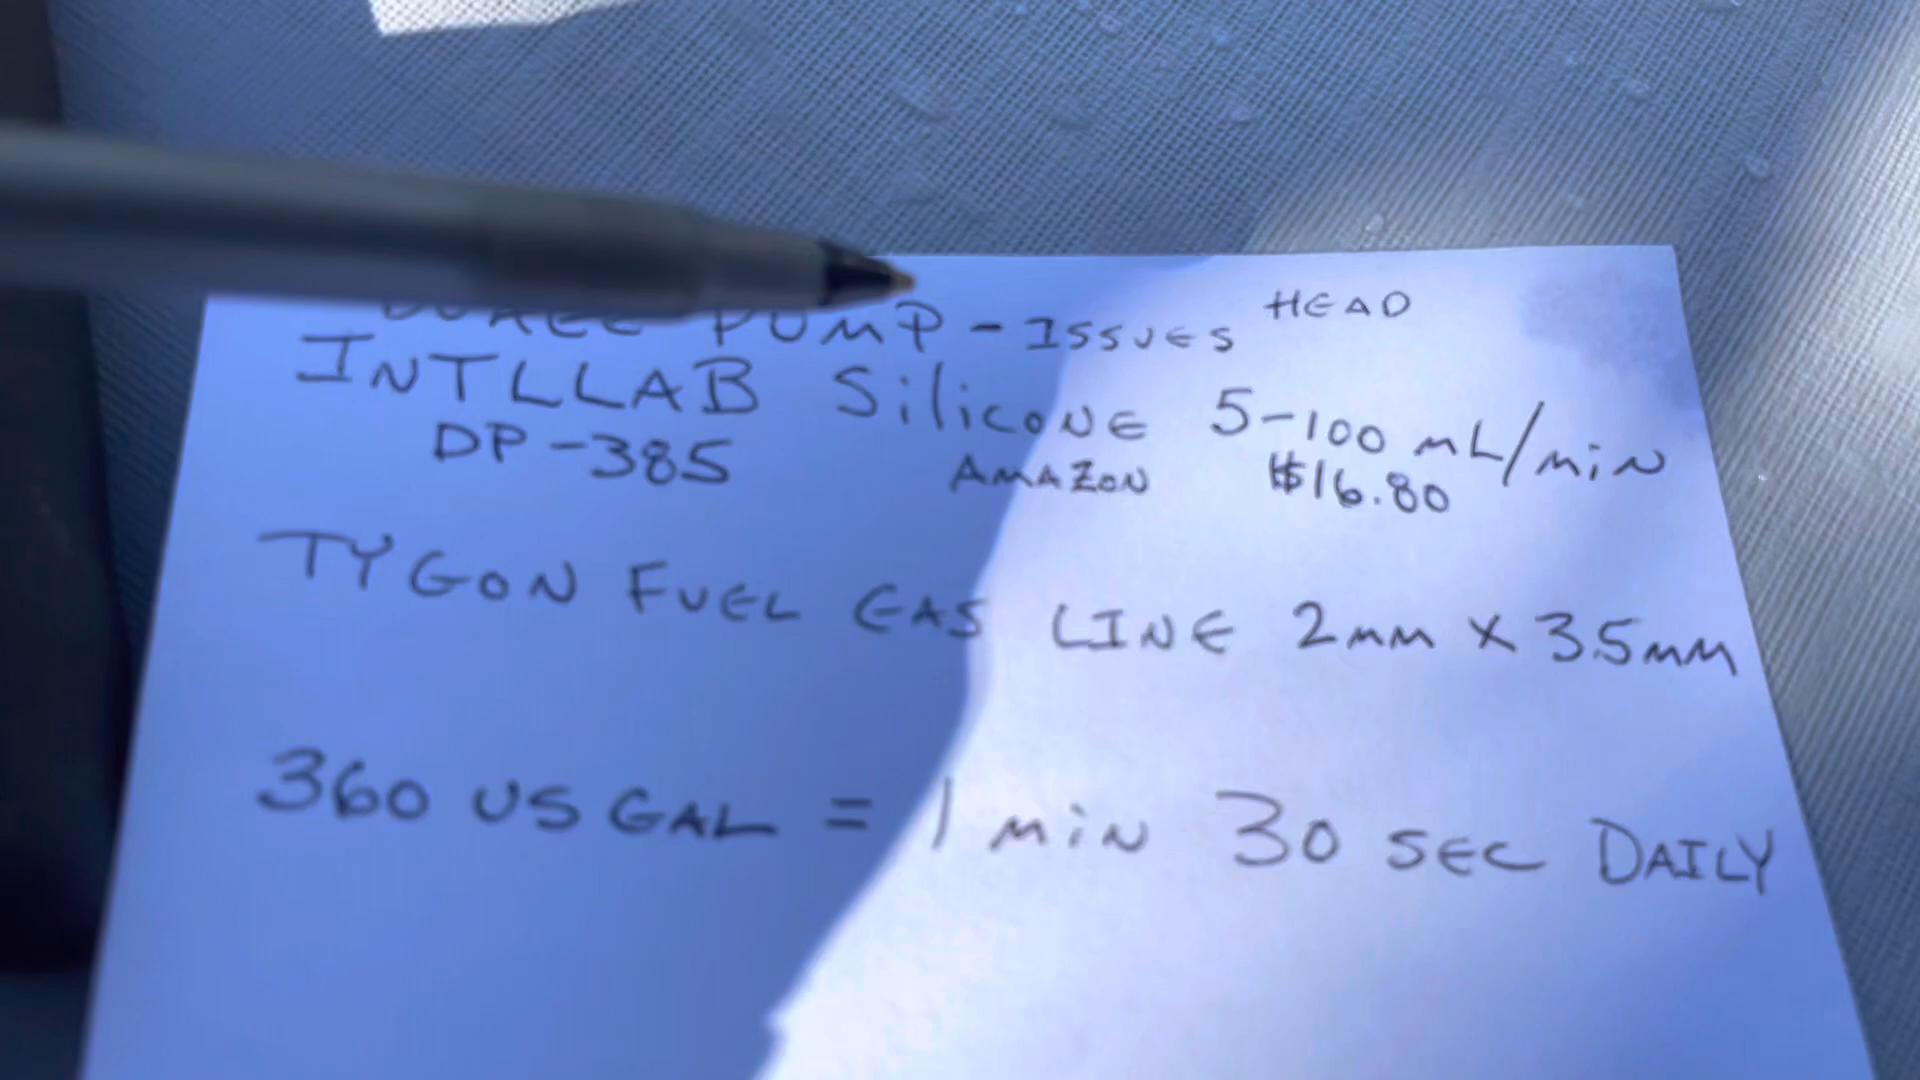 PUMP - ISSUES HEAD
INTLLAB Silicone 5-100 mL/min
DP-385 AMAZON $16.80
TYGON FUEL GAS LINE 2mm X 3.5mm
360 US GAL = 1 min 30 SEC DAILY